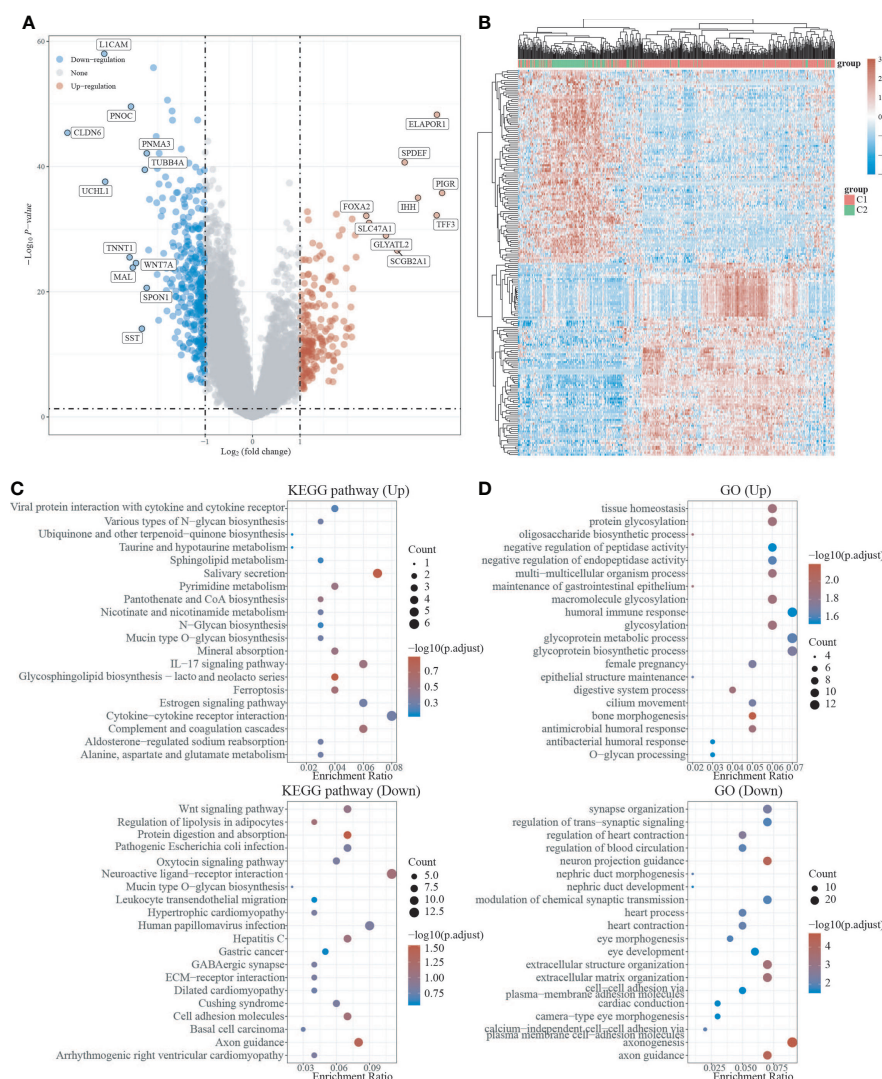 A
60
40
20
0
−Log10 P−value
−1
0
1
Log2 (fold change)
Down−regulation
None
Up−regulation
L1CAM
PNOC
CLDN6
PNMA3
TUBB4A
UCHL1
TNNT1
WNT7A
MAL
SPON1
SST
ELAPOR1
SPDEF
PIGR
FOXA2
IHH
TFF3
SLC47A1
GLYATL2
SCGB2A1
B
group
3
2
1
0
−1
−2
−3
group
C1
C2
C
KEGG pathway (Up)
Viral protein interaction with cytokine and cytokine receptor
Various types of N−glycan biosynthesis
Ubiquinone and other terpenoid−quinone biosynthesis
Taurine and hypotaurine metabolism
Sphingolipid metabolism
Salivary secretion
Pyrimidine metabolism
Pantothenate and CoA biosynthesis
Nicotinate and nicotinamide metabolism
N−Glycan biosynthesis
Mucin type O−glycan biosynthesis
Mineral absorption
IL−17 signaling pathway
Glycosphingolipid biosynthesis − lacto and neolacto series
Ferroptosis
Estrogen signaling pathway
Cytokine−cytokine receptor interaction
Complement and coagulation cascades
Aldosterone−regulated sodium reabsorption
Alanine, aspartate and glutamate metabolism
0.02 0.04 0.06 0.08
Enrichment Ratio
Count
1
2
3
4
5
6
−log10(p.adjust)
0.7
0.5
0.3
KEGG pathway (Down)
Wnt signaling pathway
Regulation of lipolysis in adipocytes
Protein digestion and absorption
Pathogenic Escherichia coli infection
Oxytocin signaling pathway
Neuroactive ligand−receptor interaction
Mucin type O−glycan biosynthesis
Leukocyte transendothelial migration
Hypertrophic cardiomyopathy
Human papillomavirus infection
Hepatitis C
Gastric cancer
GABAergic synapse
ECM−receptor interaction
Dilated cardiomyopathy
Cushing syndrome
Cell adhesion molecules
Basal cell carcinoma
Axon guidance
Arrhythmogenic right ventricular cardiomyopathy
0.03 0.06 0.09
Enrichment Ratio
Count
5.0
7.5
10.0
12.5
−log10(p.adjust)
1.50
1.25
1.00
0.75
D
GO (Up)
tissue homeostasis
protein glycosylation
oligosaccharide biosynthetic process
negative regulation of peptidase activity
negative regulation of endopeptidase activity
multi−multicellular organism process
maintenance of gastrointestinal epithelium
macromolecule glycosylation
humoral immune response
glycosylation
glycoprotein metabolic process
glycoprotein biosynthetic process
female pregnancy
epithelial structure maintenance
digestive system process
cilium movement
bone morphogenesis
antimicrobial humoral response
antibacterial humoral response
O−glycan processing
0.02 0.03 0.04 0.05 0.06 0.07
Enrichment Ratio
−log10(p.adjust)
2.0
1.8
1.6
Count
4
6
8
10
12
GO (Down)
synapse organization
regulation of trans−synaptic signaling
regulation of heart contraction
regulation of blood circulation
neuron projection guidance
nephric duct morphogenesis
nephric duct development
modulation of chemical synaptic transmission
heart process
heart contraction
eye morphogenesis
eye development
extracellular structure organization
extracellular matrix organization
cell−cell adhesion via
plasma−membrane adhesion molecules
cardiac conduction
camera−type eye morphogenesis
calcium−independent cell−cell adhesion via
plasma membrane cell−adhesion molecules
axonogenesis
axon guidance
0.025 0.050 0.075
Enrichment Ratio
Count
10
20
−log10(p.adjust)
4
3
2